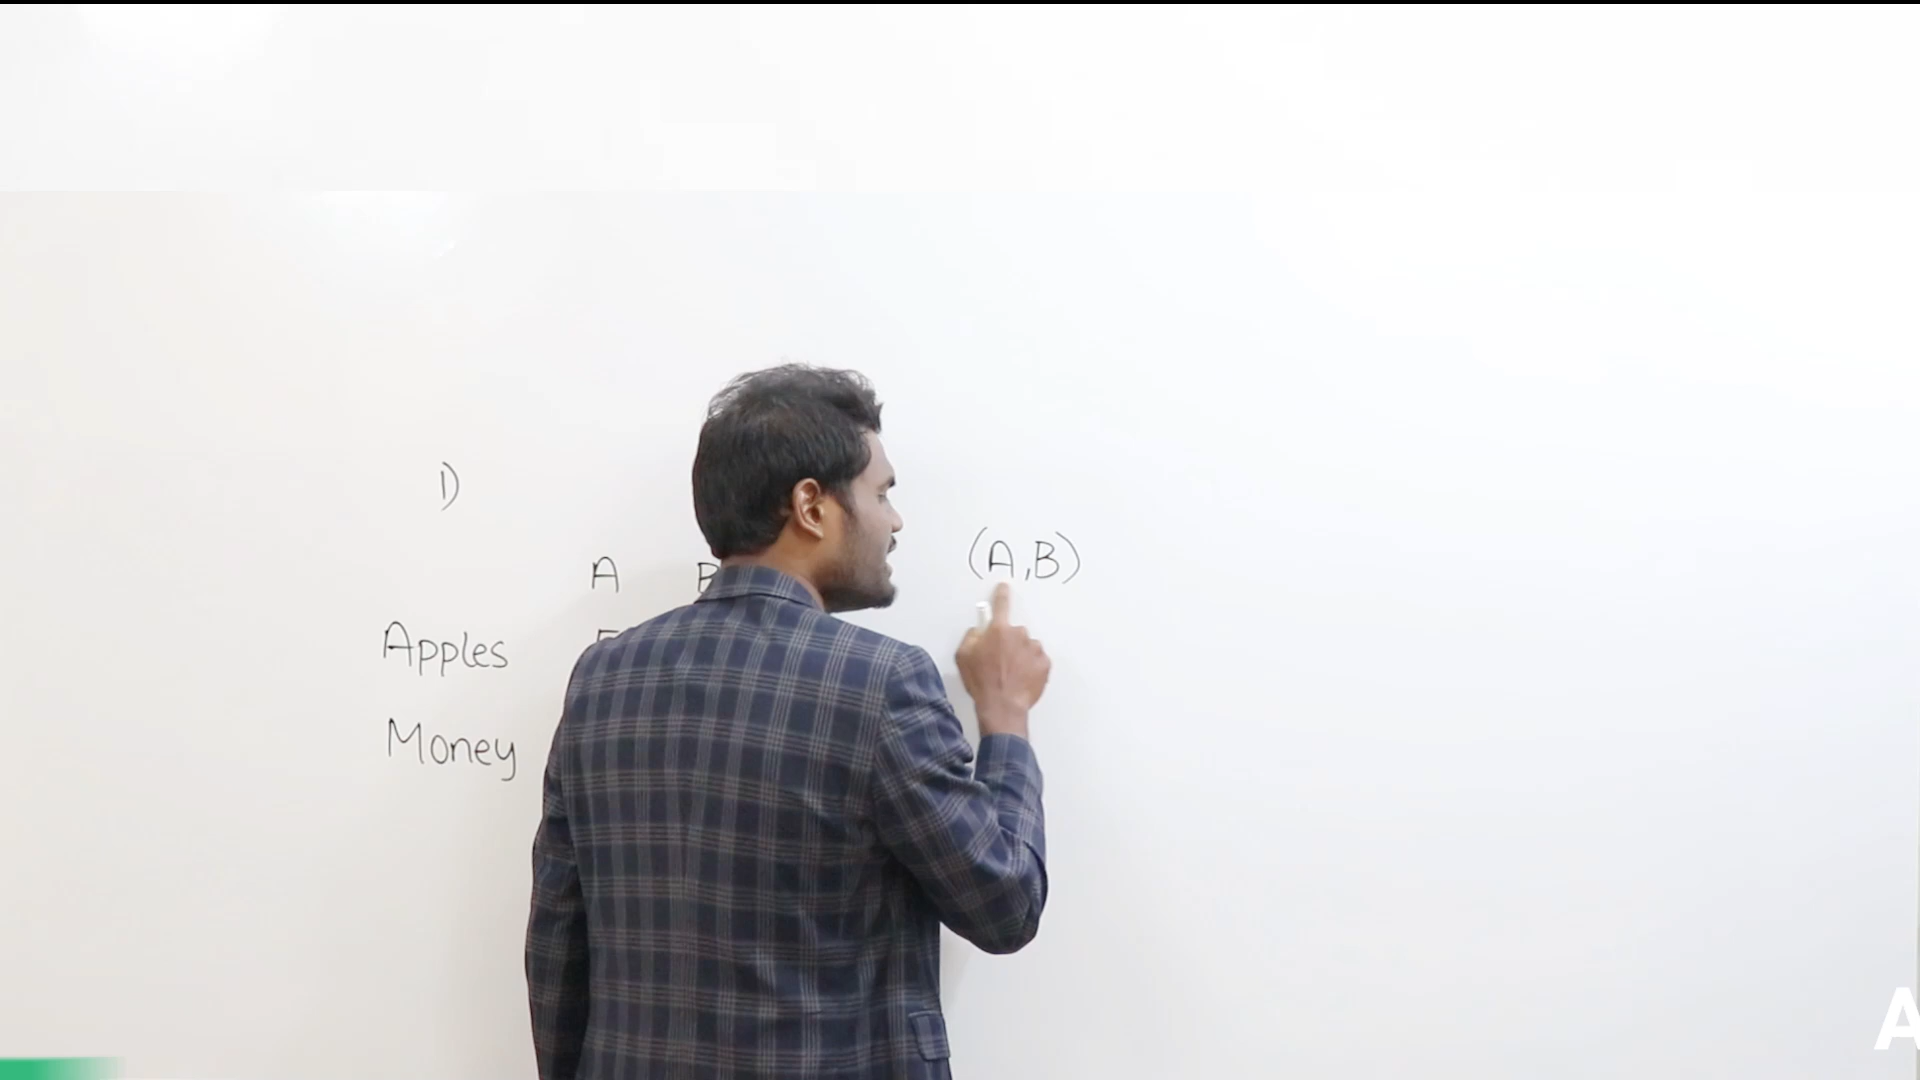 1)
A B (A,B)
Apples
Money
A